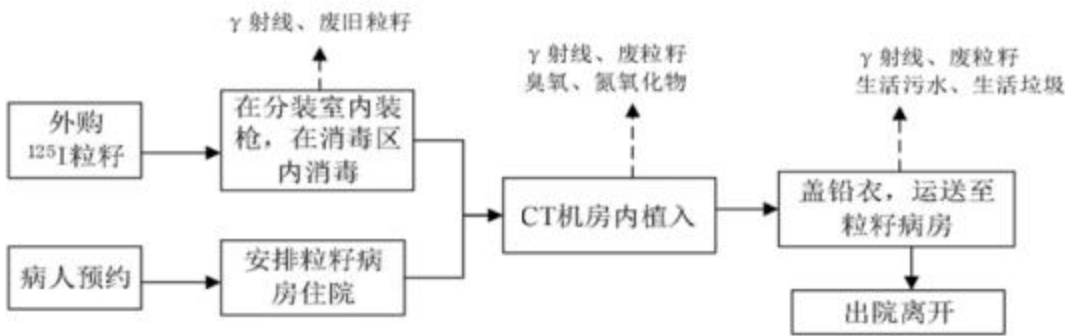 γ 射线、废旧粒籽
γ 射线、废粒籽
臭氧、氮氧化物
γ 射线、废粒籽
生活污水、生活垃圾
外购
¹²⁵I粒籽
在分装室内装
枪，在消毒区
内消毒
CT机房内植入
盖铅衣，运送至
粒籽病房
病人预约
安排粒籽病
房住院
出院离开